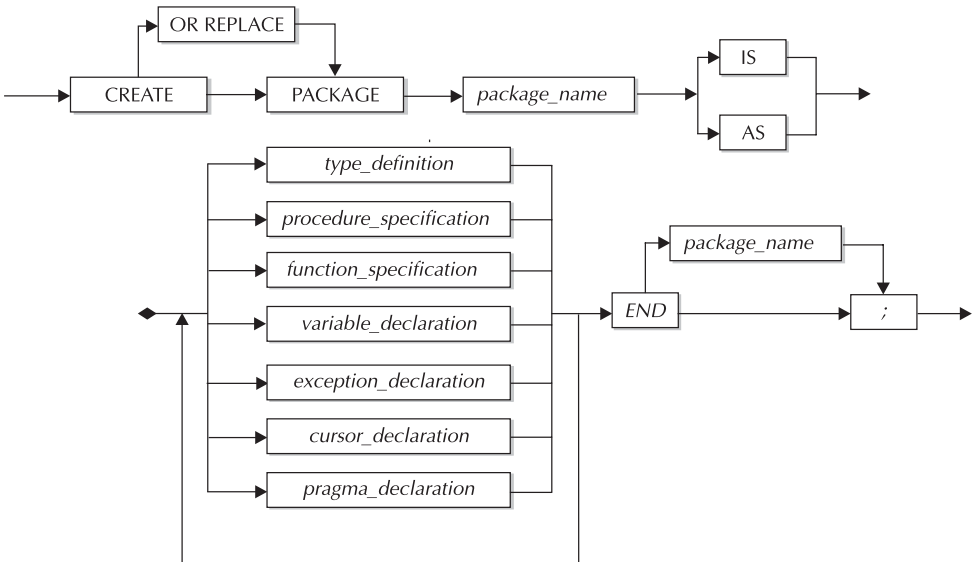 OR REPLACE
CREATE
PACKAGE
package_name
IS
AS
type_definition
procedure_specification
function_specification
variable_declaration
exception_declaration
cursor_declaration
pragma_declaration
END
package_name
;